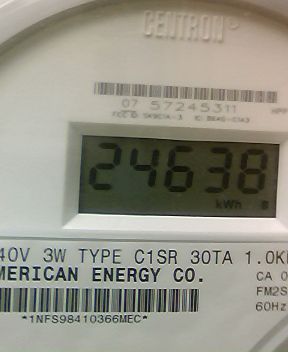 CENTRON®
07 57245311
24638
kWh
40V 3W TYPE C1SR 30TA 1.0K
MERICAN ENERGY CO.
CA 0
FM2S
60Hz
*1NFS98410366MEC*